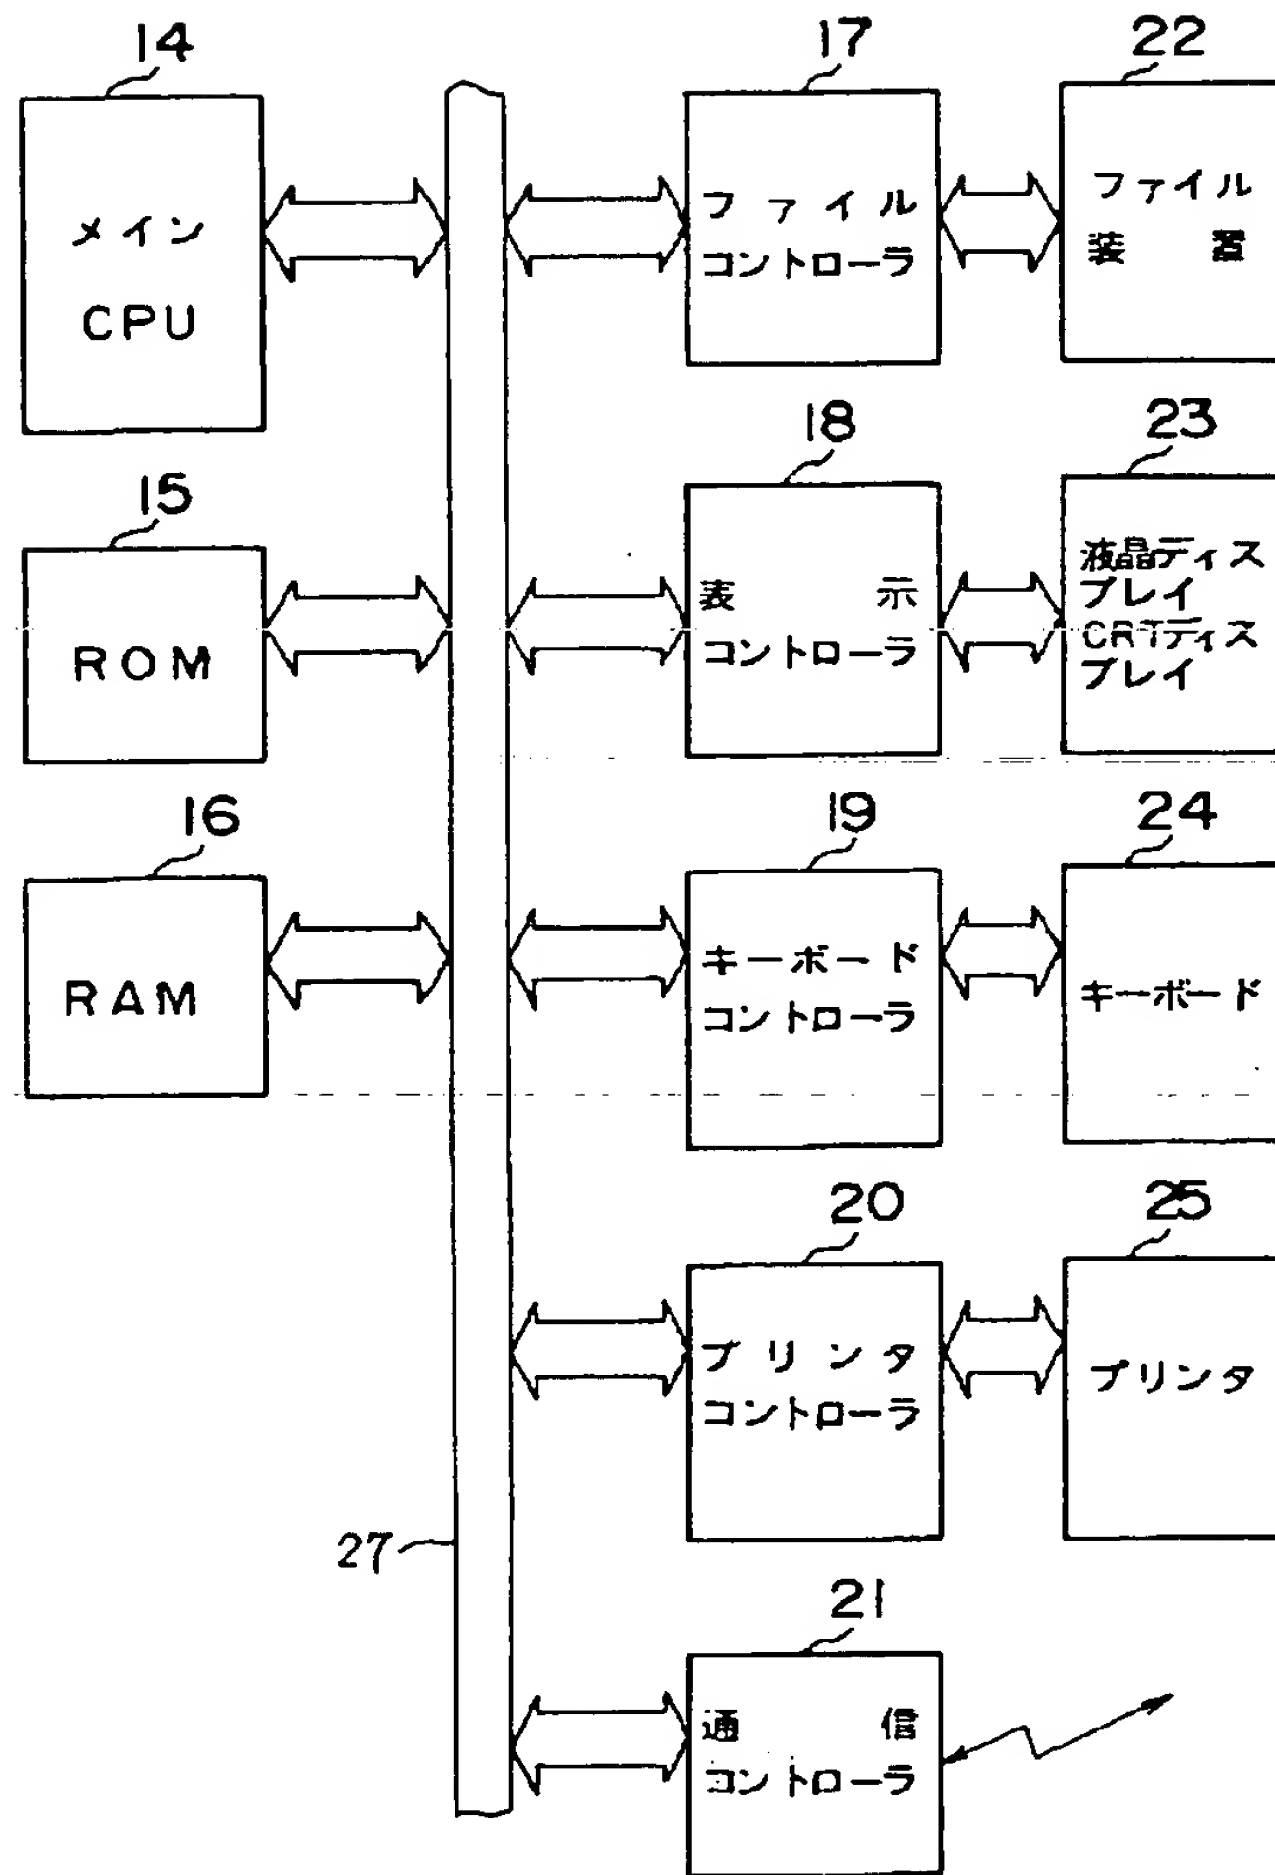 14
メイン
CPU
15
ROM
16
RAM
27
17
ファイル
コントローラ
22
ファイル
装置
18
表示
コントローラ
23
液晶ディス
プレイ
CRTディス
プレイ
19
キーボード
コントローラ
24
キーボード
20
プリンタ
コントローラ
25
プリンタ
21
通信
コントローラ